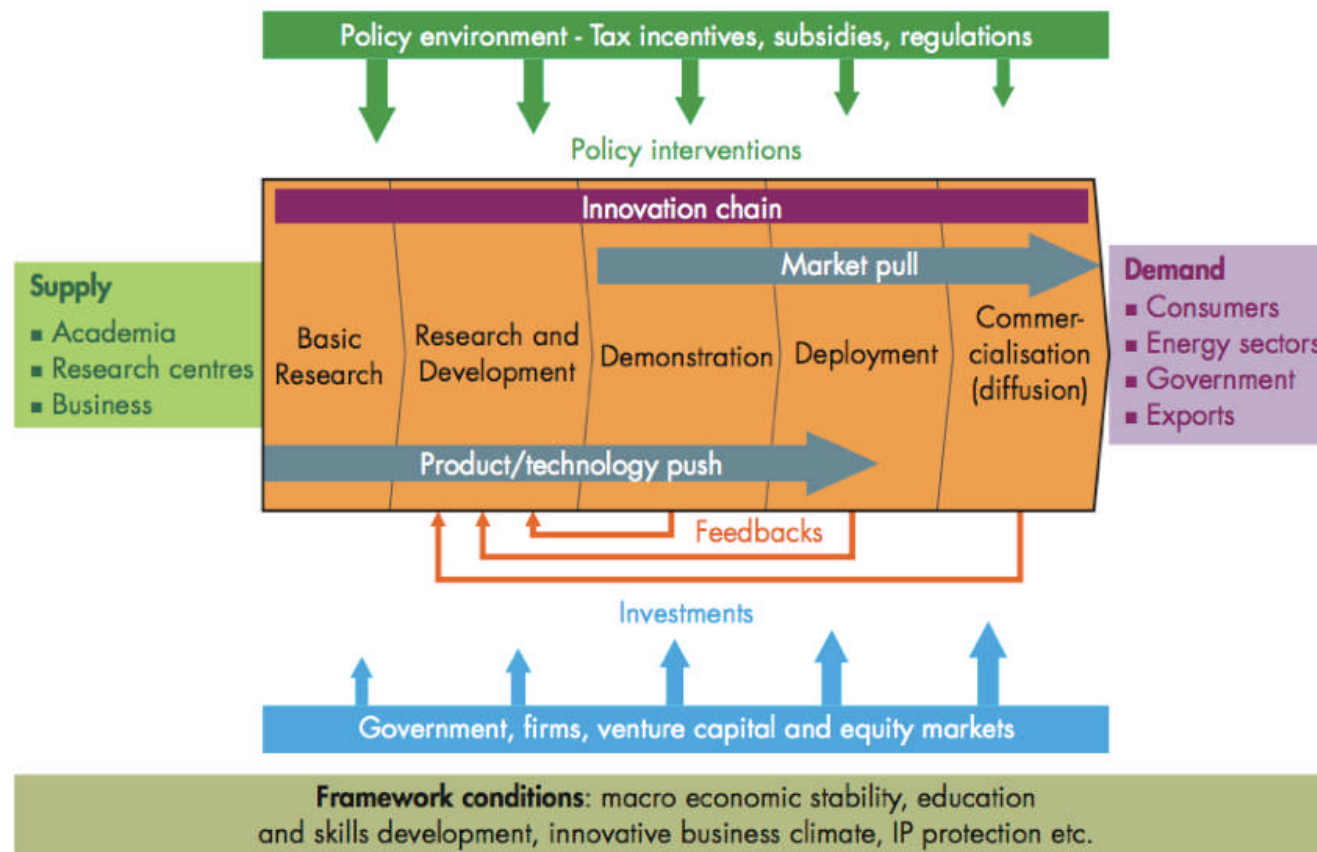 Policy environment - Tax incentives, subsidies, regulations
Policy interventions
Innovation chain
Market pull
Supply
▪ Academia
▪ Research centres
▪ Business
Basic
Research
Research and
Development
Demonstration
Deployment
Commer-
cialisation
(diffusion)
Demand
▪ Consumers
▪ Energy sectors
▪ Government
▪ Exports
Product/technology push
Feedbacks
Investments
Government, firms, venture capital and equity markets
Framework conditions: macro economic stability, education
and skills development, innovative business climate, IP protection etc.